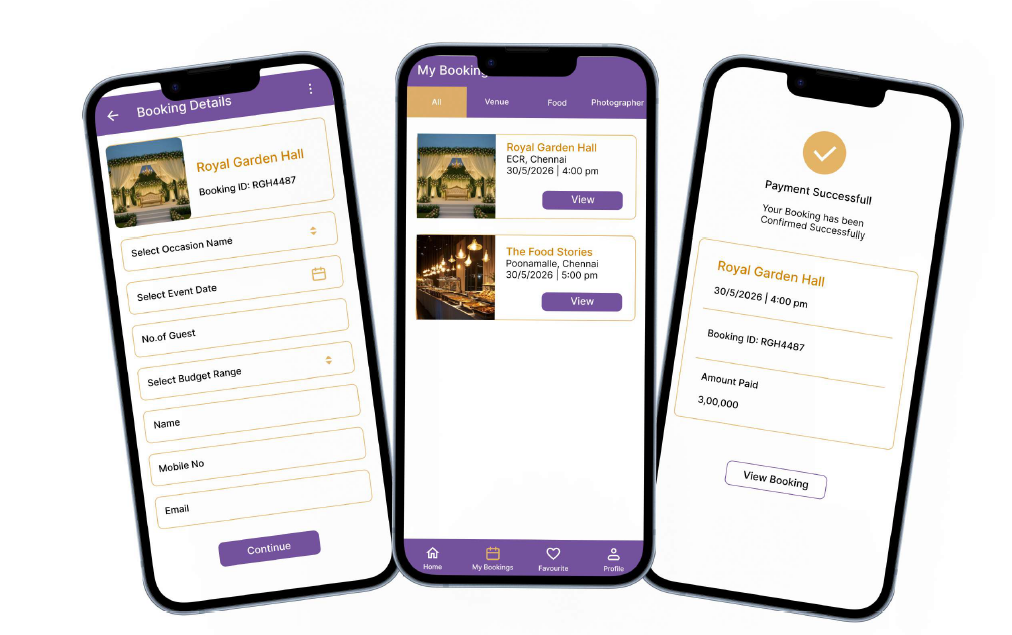 Booking Details
Royal Garden Hall
Booking ID: RGH4487
Select Occasion Name
Select Event Date
No.of Guest
Select Budget Range
Name
Mobile No
Email
Continue
My Booking
All
Venue
Food
Photographer
Royal Garden Hall
ECR, Chennai
30/5/2026 | 4:00 pm
View
The Food Stories
Poonamalle, Chennai
30/5/2026 | 5:00 pm
View
Home
My Bookings
Favourite
Profile
Payment Successfull
Your Booking has been
Confirmed Successfully
Royal Garden Hall
30/5/2026 | 4:00 pm
Booking ID: RGH4487
Amount Paid
3,00,000
View Booking